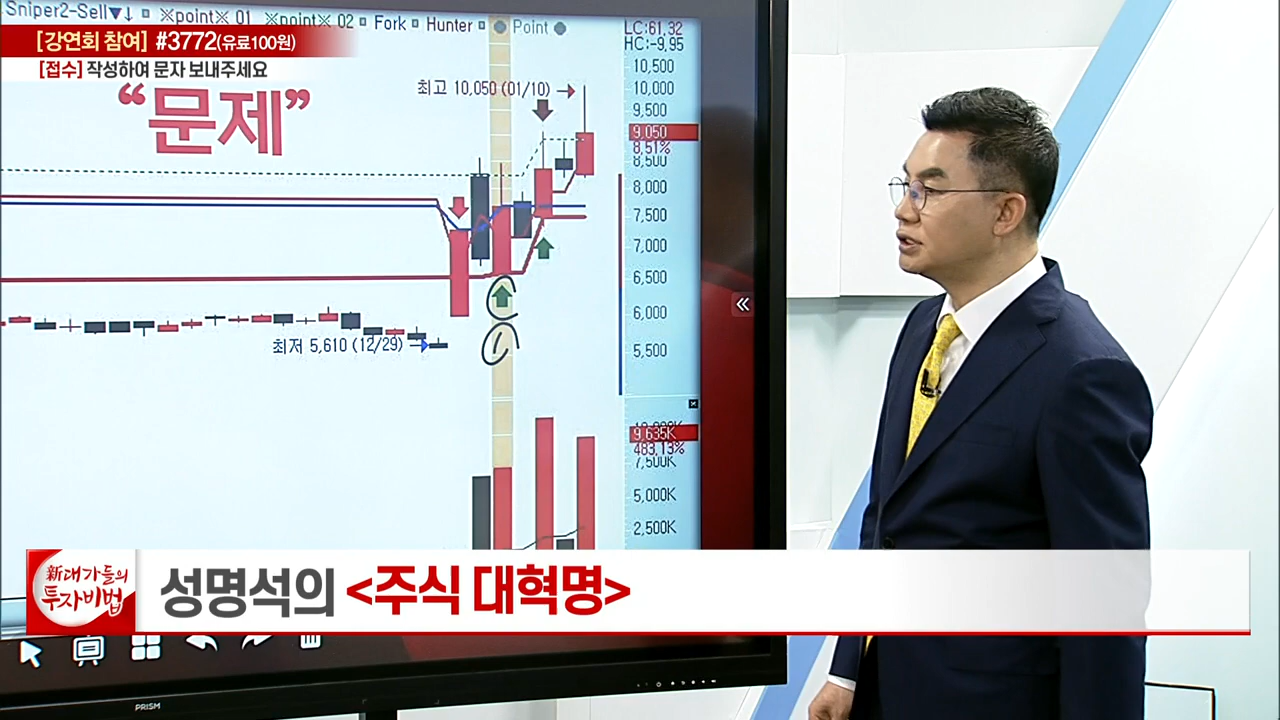 Sniper2-Sell▼↓ ※point※ 01 ※point※ 02 Fork Hunter Point
[강연회 참여] #3772(유료100원)
[접수] 작성하여 문자 보내주세요
“문제”
최고 10,050 (01/10)
최저 5,610 (12/29)
LC:61.32
HC:-9.95
10,500
10,000
9,500
9,050
8.51%
8,500
8,000
7,500
7,000
6,500
6,000
5,500
9,635K
483.13%
7,500K
5,000K
2,500K
新대가들의
투자비법
성명석의 <주식 대혁명>
PRISM